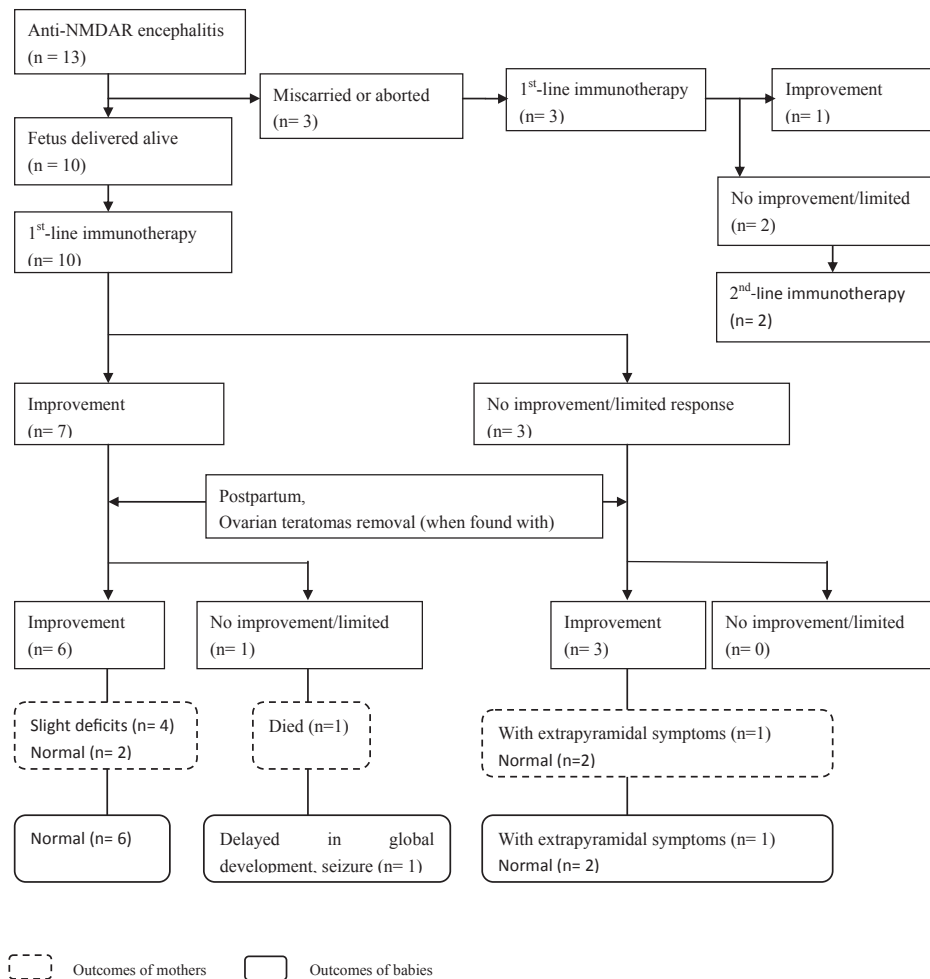 Anti-NMDAR encephalitis
(n = 13)
Miscarried or aborted
(n= 3)
1st-line immunotherapy
(n= 3)
Improvement
(n= 1)
Fetus delivered alive
(n = 10)
No improvement/limited
(n= 2)
1st-line immunotherapy
(n= 10)
2nd-line immunotherapy
(n= 2)
Improvement
(n= 7)
No improvement/limited response
(n= 3)
Postpartum,
Ovarian teratomas removal (when found with)
Improvement
(n= 6)
No improvement/limited
(n= 1)
Improvement
(n= 3)
No improvement/limited
(n= 0)
Slight deficits (n= 4)
Normal (n= 2)
Died (n=1)
With extrapyramidal symptoms (n=1)
Normal (n=2)
Normal (n= 6)
Delayed in global
development, seizure (n= 1)
With extrapyramidal symptoms (n= 1)
Normal (n= 2)
Outcomes of mothers
Outcomes of babies